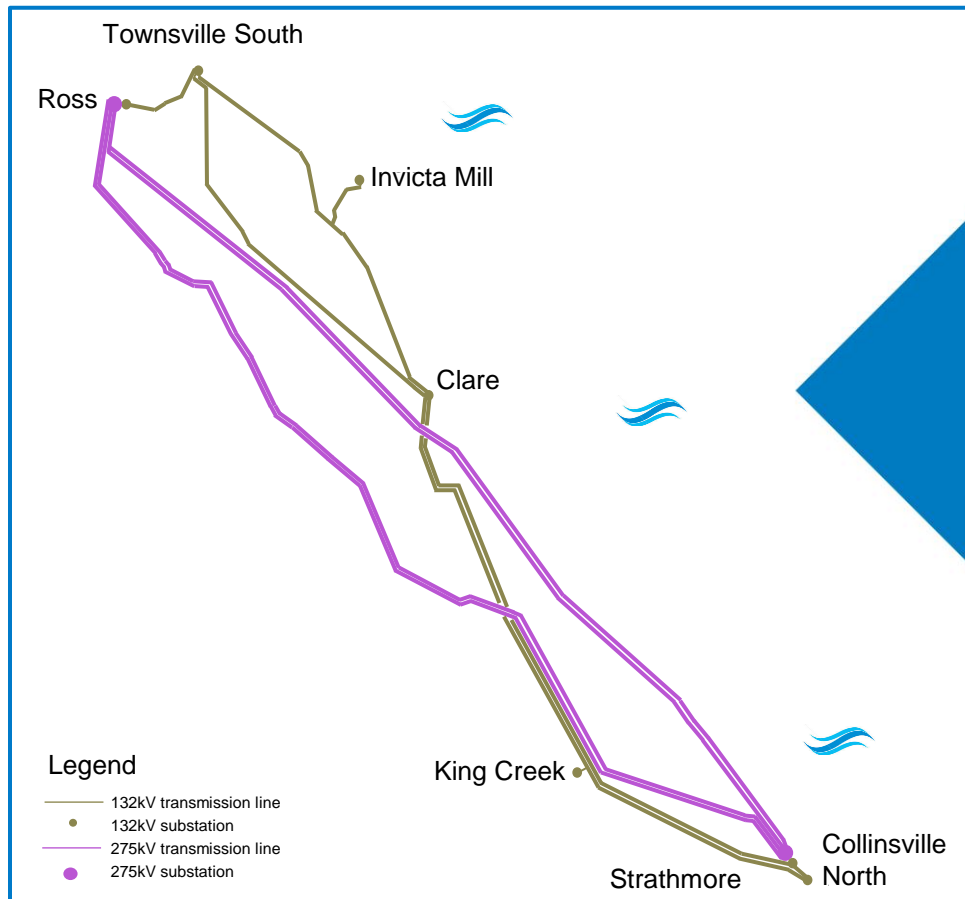 Townsville South
Ross
Invicta Mill
Clare
King Creek
Collinsville
North
Strathmore
Legend
132kV transmission line
132kV substation
275kV transmission line
275kV substation